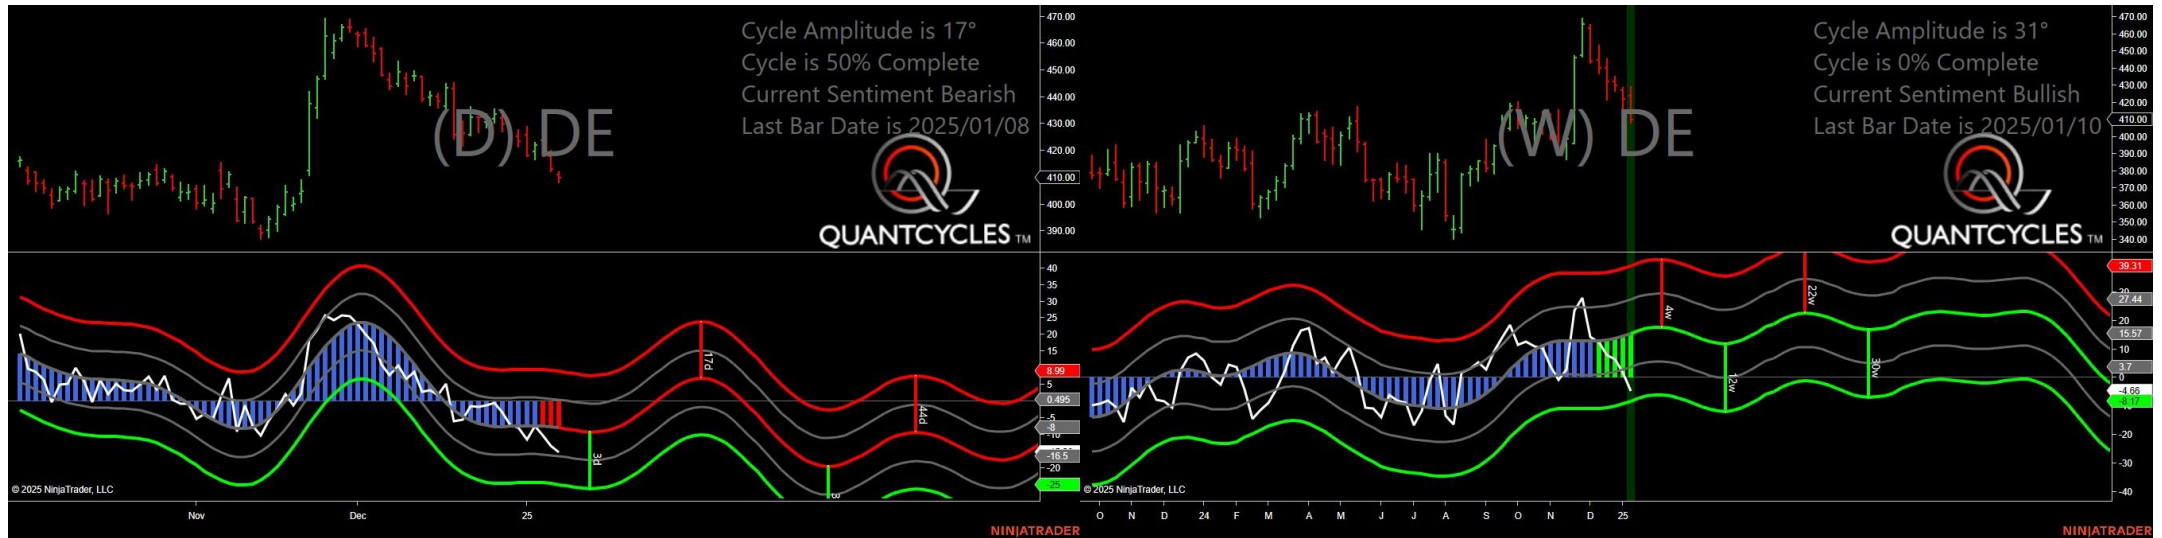 Cycle Amplitude is 17°
Cycle is 50% Complete
Current Sentiment Bearish
Last Bar Date is 2025/01/08
(D) DE
QUANTCYCLES TM
470.00
460.00
450.00
440.00
430.00
420.00
410.00
400.00
390.00
40
35
30
25
20
15
8.99
5
0.495
-5
-8
-10
-16.5
-20
-25
17d
44d
3d
© 2025 NinjaTrader, LLC
Nov
Dec
25
NINJATRADER
Cycle Amplitude is 31°
Cycle is 0% Complete
Current Sentiment Bullish
Last Bar Date is 2025/01/10
(W) DE
QUANTCYCLES TM
470.00
460.00
450.00
440.00
430.00
420.00
410.00
400.00
390.00
380.00
370.00
360.00
350.00
340.00
39.31
27.44
20
15.57
10
3.7
0
-4.66
-8.17
-20
-30
-40
4w
22w
12w
30w
© 2025 NinjaTrader, LLC
O N D 24 F M A M J J A S O N D 25
NINJATRADER